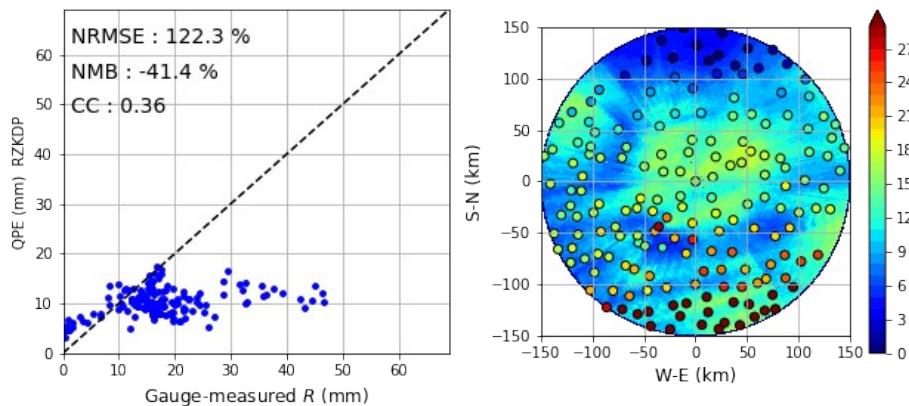 NRMSE : 122.3 %
NMB : -41.4 %
CC : 0.36
QPE (mm) RZKDP
60
50
40
30
20
10
0
0 10 20 30 40 50 60
Gauge-measured R (mm)
S-N (km)
150
100
50
0
−50
−100
−150
−150 −100 −50 0 50 100 150
W-E (km)
27
24
21
18
15
12
9
6
3
0